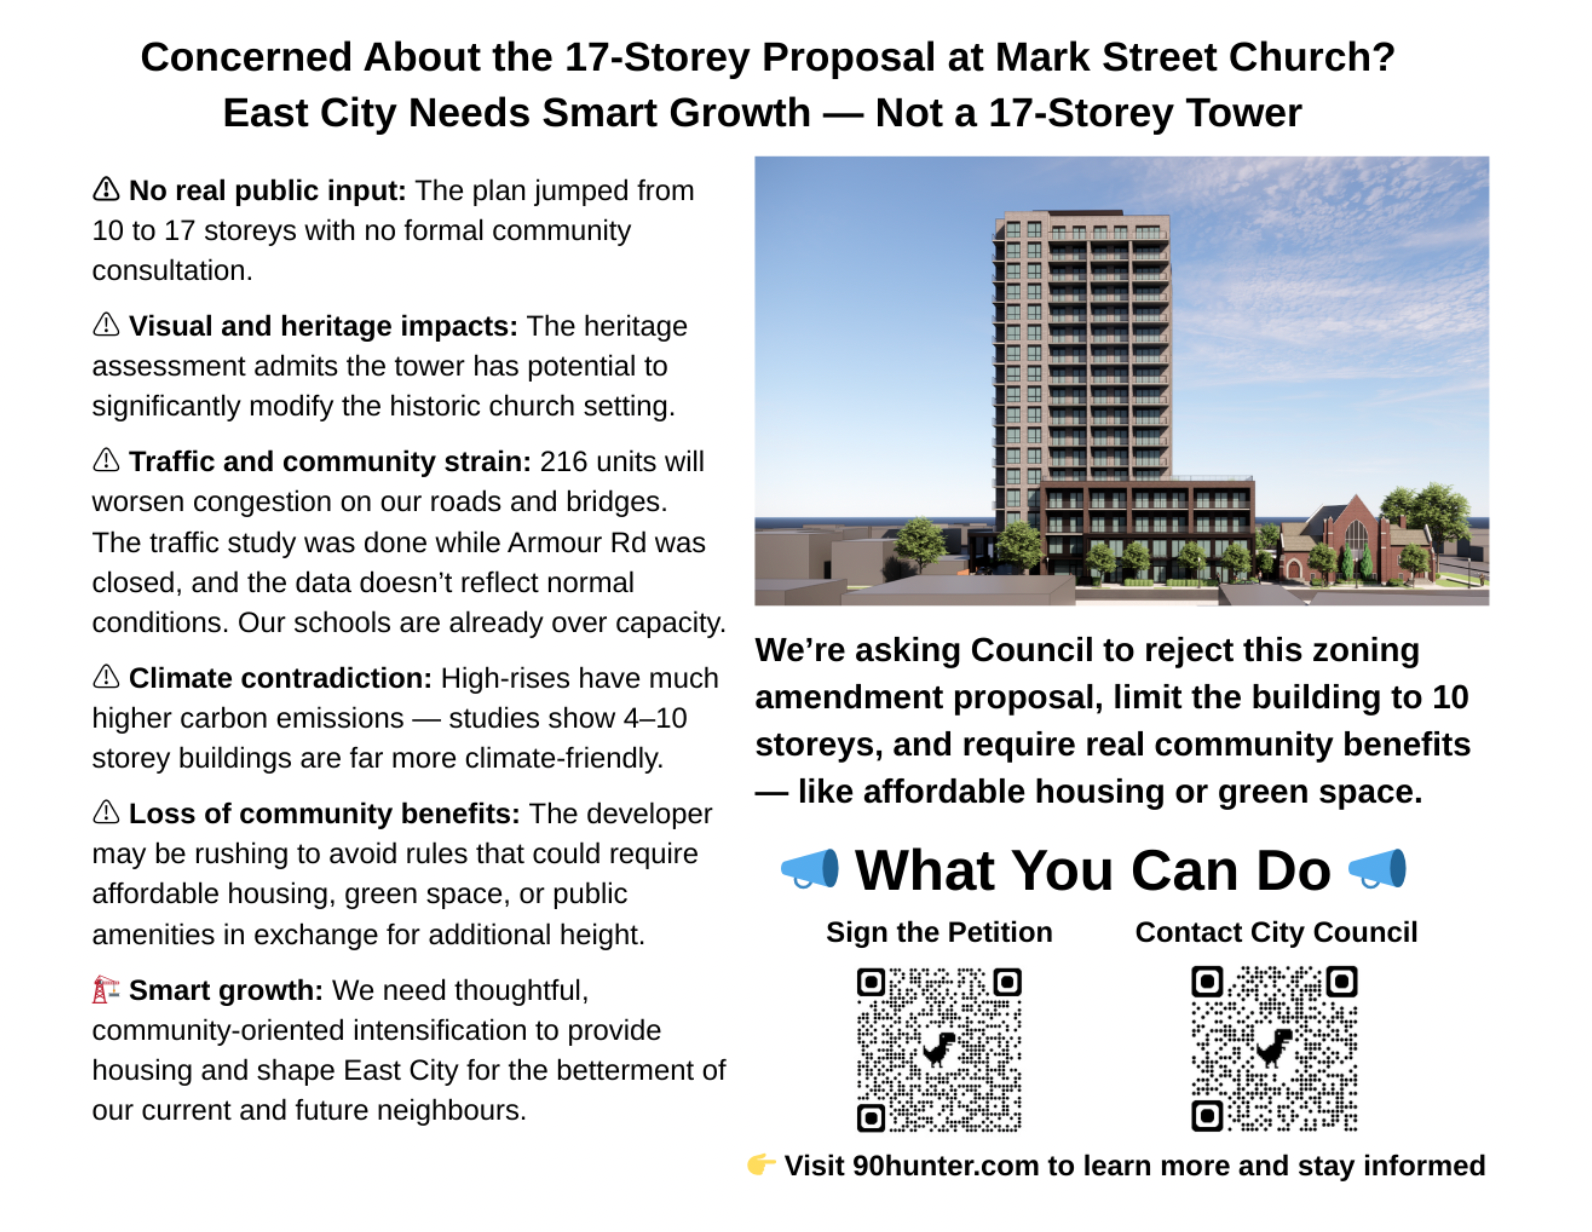 Concerned About the 17-Storey Proposal at Mark Street Church?
East City Needs Smart Growth — Not a 17-Storey Tower
⚠ No real public input: The plan jumped from
10 to 17 storeys with no formal community
consultation.
⚠ Visual and heritage impacts: The heritage
assessment admits the tower has potential to
significantly modify the historic church setting.
⚠ Traffic and community strain: 216 units will
worsen congestion on our roads and bridges.
The traffic study was done while Armour Rd was
closed, and the data doesn’t reflect normal
conditions. Our schools are already over capacity.
⚠ Climate contradiction: High-rises have much
higher carbon emissions — studies show 4–10
storey buildings are far more climate-friendly.
⚠ Loss of community benefits: The developer
may be rushing to avoid rules that could require
affordable housing, green space, or public
amenities in exchange for additional height.
🏗 Smart growth: We need thoughtful,
community-oriented intensification to provide
housing and shape East City for the betterment of
our current and future neighbours.
We’re asking Council to reject this zoning
amendment proposal, limit the building to 10
storeys, and require real community benefits
— like affordable housing or green space.
📢 What You Can Do 📢
Sign the Petition
Contact City Council
👉 Visit 90hunter.com to learn more and stay informed